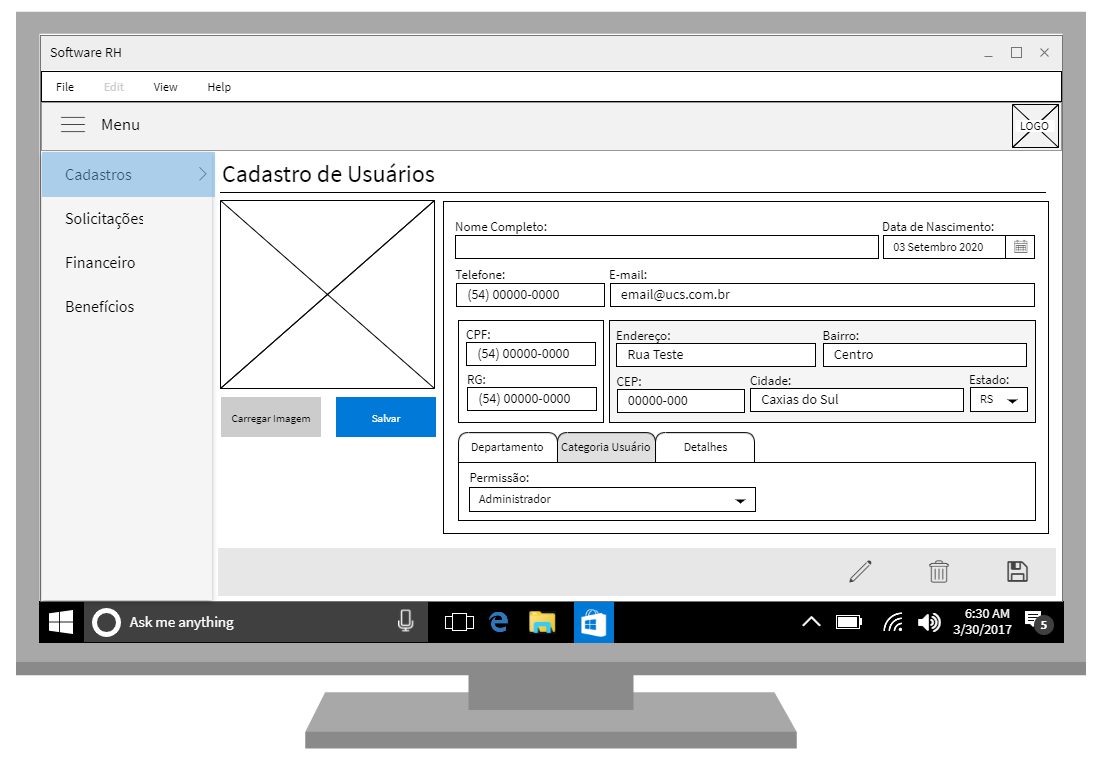 Software RH
File Edit View Help
Menu
LOGO
Cadastros
Solicitações
Financeiro
Benefícios
Cadastro de Usuários
Carregar Imagem
Salvar
Nome Completo:
Data de Nascimento:
03 Setembro 2020
Telefone:
(54) 00000-0000
E-mail:
email@ucs.com.br
CPF:
(54) 00000-0000
RG:
(54) 00000-0000
Endereço:
Rua Teste
Bairro:
Centro
CEP:
00000-000
Cidade:
Caxias do Sul
Estado:
RS
Departamento
Categoria Usuário
Detalhes
Permissão:
Administrador
Ask me anything
6:30 AM
3/30/2017
5